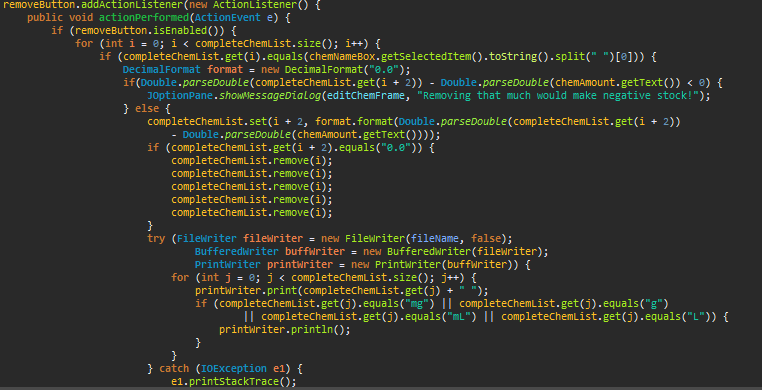 removeButton.addActionListener(new ActionListener() {
public void actionPerformed(ActionEvent e) {
if (removeButton.isEnabled()) {
for (int i = 0; i < completeChemList.size(); i++) {
if (completeChemList.get(i).equals(chemNameBox.getSelectedItem().toString().split(" ")[0])) {
DecimalFormat format = new DecimalFormat("0.0");
if(Double.parseDouble(completeChemList.get(i + 2)) - Double.parseDouble(chemAmount.getText()) < 0) {
JOptionPane.showMessageDialog(editChemFrame, "Removing that much would make negative stock!");
} else {
completeChemList.set(i + 2, format.format(Double.parseDouble(completeChemList.get(i + 2))
- Double.parseDouble(chemAmount.getText())));
if (completeChemList.get(i + 2).equals("0.0")) {
completeChemList.remove(i);
completeChemList.remove(i);
completeChemList.remove(i);
completeChemList.remove(i);
completeChemList.remove(i);
}
try (FileWriter fileWriter = new FileWriter(fileName, false);
BufferedWriter buffWriter = new BufferedWriter(fileWriter);
PrintWriter printWriter = new PrintWriter(buffWriter)) {
for (int j = 0; j < completeChemList.size(); j++) {
printWriter.print(completeChemList.get(j) + " ");
if (completeChemList.get(j).equals("mg") || completeChemList.get(j).equals("g")
|| completeChemList.get(j).equals("mL") || completeChemList.get(j).equals("L")) {
printWriter.println();
}
}
} catch (IOException e1) {
e1.printStackTrace();